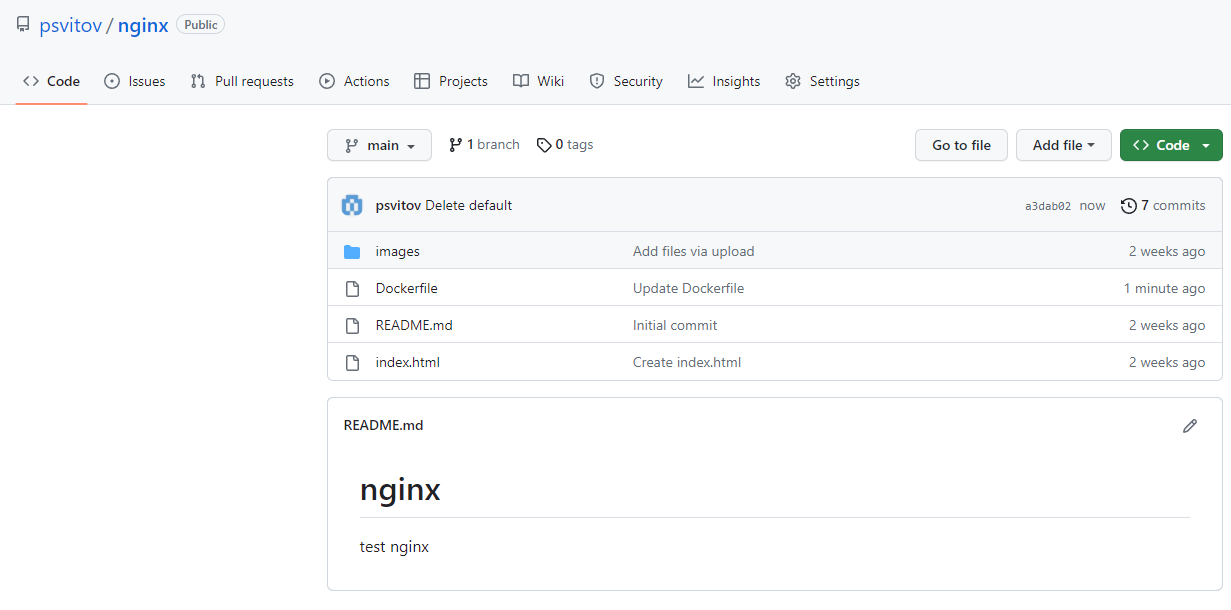 psvitov / nginx Public
Code Issues Pull requests Actions Projects Wiki Security Insights Settings
main 1 branch 0 tags Go to file Add file Code
psvitov Delete default a3dab02 now 7 commits
images Add files via upload 2 weeks ago
Dockerfile Update Dockerfile 1 minute ago
README.md Initial commit 2 weeks ago
index.html Create index.html 2 weeks ago
README.md
nginx
test nginx